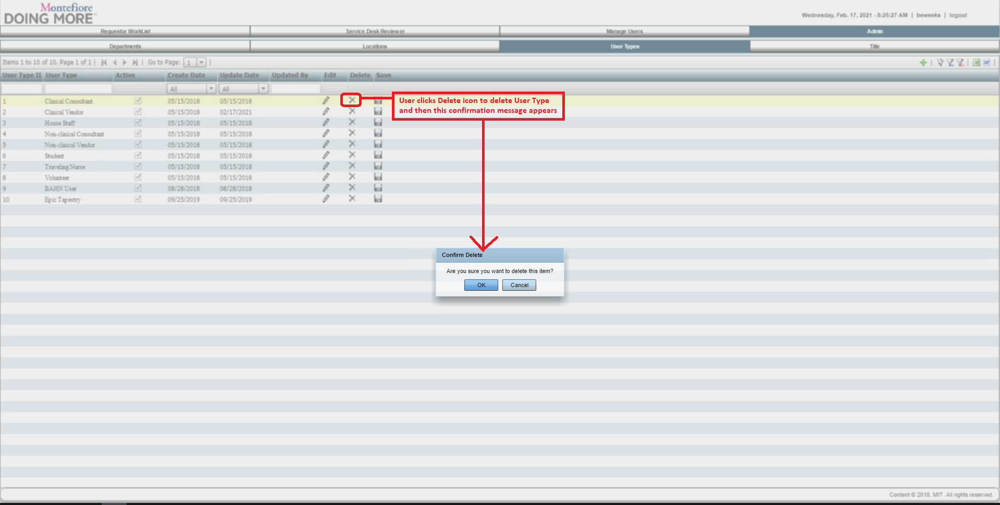 Montefiore
DOING MORE™
Wednesday, Feb. 17, 2021 - 8:25:27 AM | beweeks | logout
Requestor WorkList Service Desk Reviewer Manage Users Admin
Departments Locations User Types Title
Items 1 to 10 of 10. Page 1 of 1 | Go to Page: 1 |
User Type ID User Type Active Create Date Update Date Updated By Edit Delete Save
All All
1 Clinical Consultant 05/15/2018 05/15/2018
User clicks Delete icon to delete User Type
and then this confirmation message appears
2 Clinical Vendor 05/15/2018 02/17/2021
3 House Staff 05/15/2018 05/15/2018
4 Non-clinical Consultant 05/15/2018 05/15/2018
5 Non-clinical Vendor 05/15/2018 05/15/2018
6 Student 05/15/2018 05/15/2018
7 Traveling Nurse 05/15/2018 05/15/2018
8 Volunteer 05/15/2018 05/15/2018
9 BAHN User 08/28/2018 08/28/2018
10 Epic Tapestry 09/25/2019 09/25/2019
Confirm Delete
Are you sure you want to delete this item?
OK Cancel
Content © 2018, MIT All rights reserved.